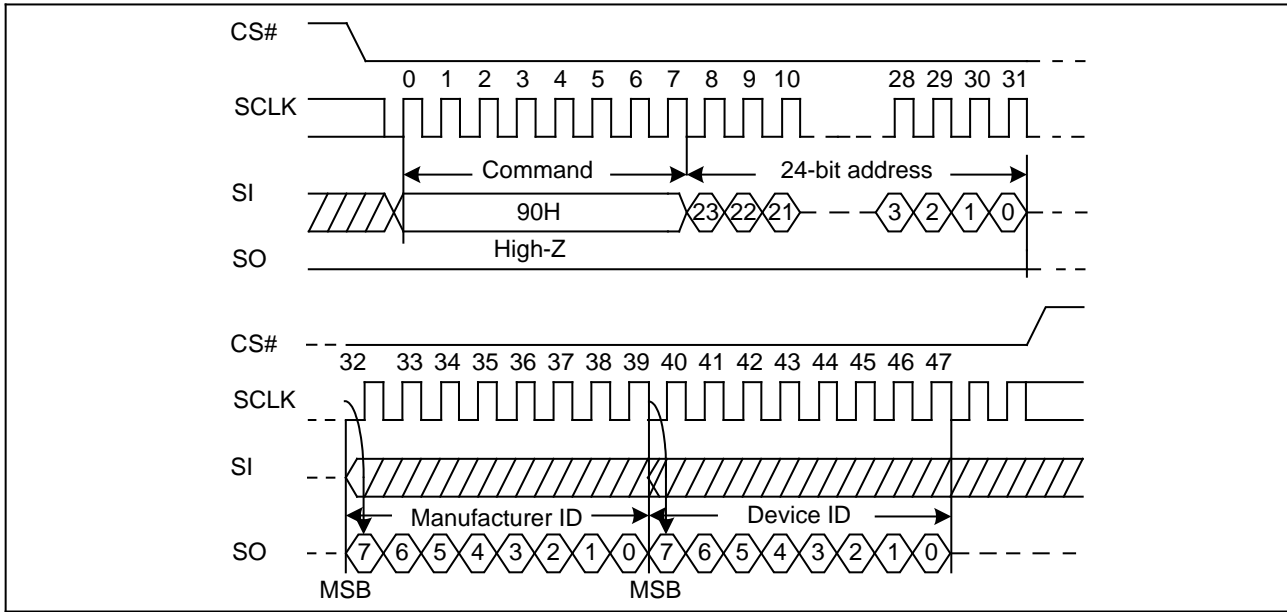 CS#
0 1 2 3 4 5 6 7 8 9 10 28 29 30 31
SCLK
Command 24-bit address
SI
90H 23 22 21 3 2 1 0
High-Z
SO
CS#
32 33 34 35 36 37 38 39 40 41 42 43 44 45 46 47
SCLK
SI
Manufacturer ID Device ID
SO 7 6 5 4 3 2 1 0 7 6 5 4 3 2 1 0
MSB MSB